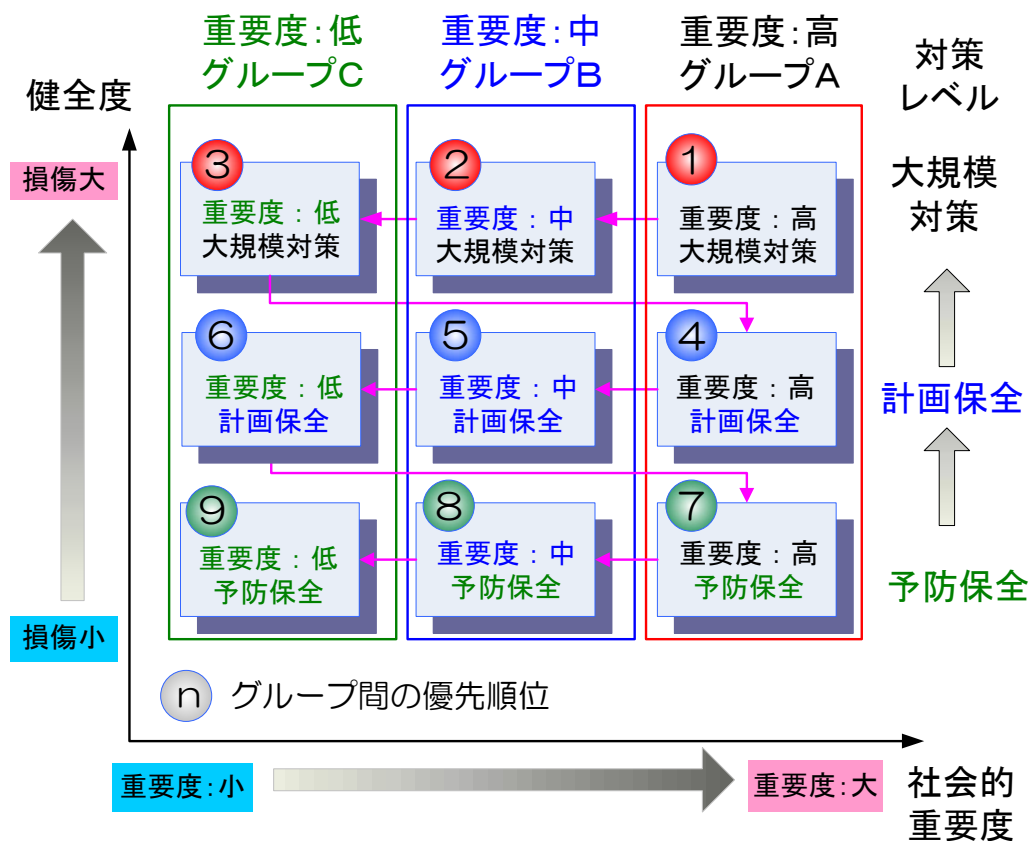 重要度:低
グループC
重要度:中
グループB
重要度:高
グループA
対策
レベル
健全度
損傷大
3
重要度:低
大規模対策
2
重要度:中
大規模対策
1
重要度:高
大規模対策
大規模
対策
6
重要度:低
計画保全
5
重要度:中
計画保全
4
重要度:高
計画保全
計画保全
9
重要度:低
予防保全
8
重要度:中
予防保全
7
重要度:高
予防保全
予防保全
損傷小
n グループ間の優先順位
重要度:小
重要度:大
社会的
重要度